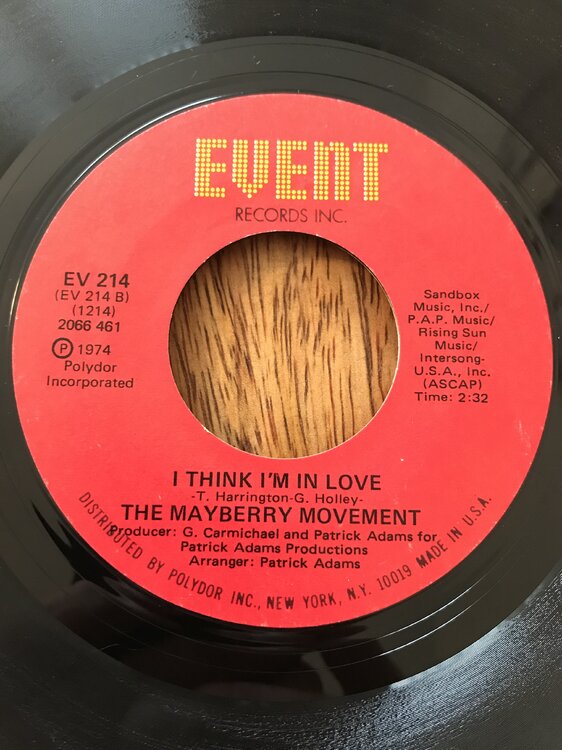 EVENT
RECORDS INC.
EV 214
(EV 214 B)
(1214)
2066 461
Ⓟ 1974
Polydor
Incorporated
Sandbox
Music, Inc./
P.A.P. Music/
Rising Sun
Music/
Intersong-
U.S.A., Inc.
(ASCAP)
Time: 2:32
I THINK I'M IN LOVE
-T. Harrington-G. Holley-
THE MAYBERRY MOVEMENT
Producer: G. Carmichael and Patrick Adams for
Patrick Adams Productions
Arranger: Patrick Adams
DISTRIBUTED BY POLYDOR INC., NEW YORK, N.Y. 10019 MADE IN U.S.A.